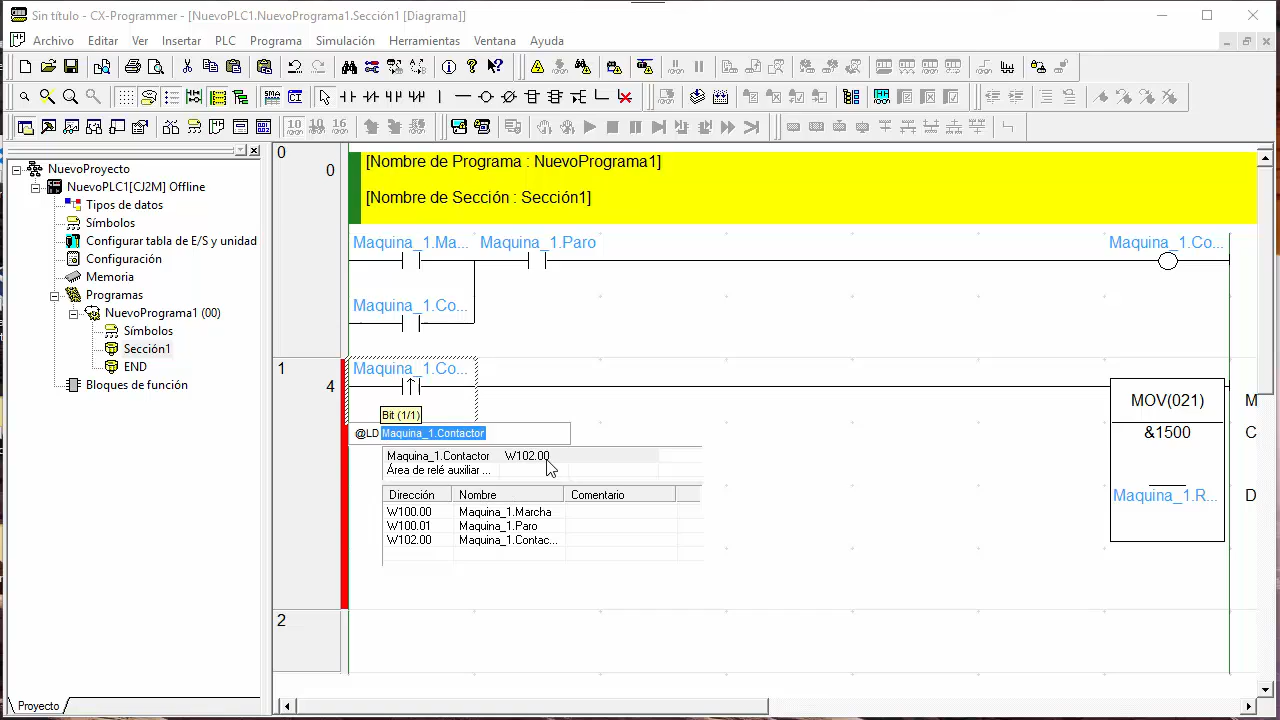 Sin título - CX-Programmer - [NuevoPLC1.NuevoPrograma1.Sección1 [Diagrama]]
Archivo Editar Ver Insertar PLC Programa Simulación Herramientas Ventana Ayuda
SMA CI
10 10 16
NuevoProyecto
NuevoPLC1[CJ2M] Offline
Tipos de datos
Símbolos
Configurar tabla de E/S y unidad
Configuración
Memoria
Programas
NuevoPrograma1 (00)
Símbolos
Sección1
END
Bloques de función
Proyecto
0
0
[Nombre de Programa : NuevoPrograma1]
[Nombre de Sección : Sección1]
Maquina_1.Ma... Maquina_1.Paro Maquina_1.Co...
Maquina_1.Co...
1
4
Maquina_1.Co...
MOV(021) M
&1500 C
Maquina_1.R... D
Bit (1/1)
@LD Maquina_1.Contactor
Maquina_1.Contactor W102.00
Área de relé auxiliar ...
Dirección Nombre Comentario
W100.00 Maquina_1.Marcha
W100.01 Maquina_1.Paro
W102.00 Maquina_1.Contac...
2